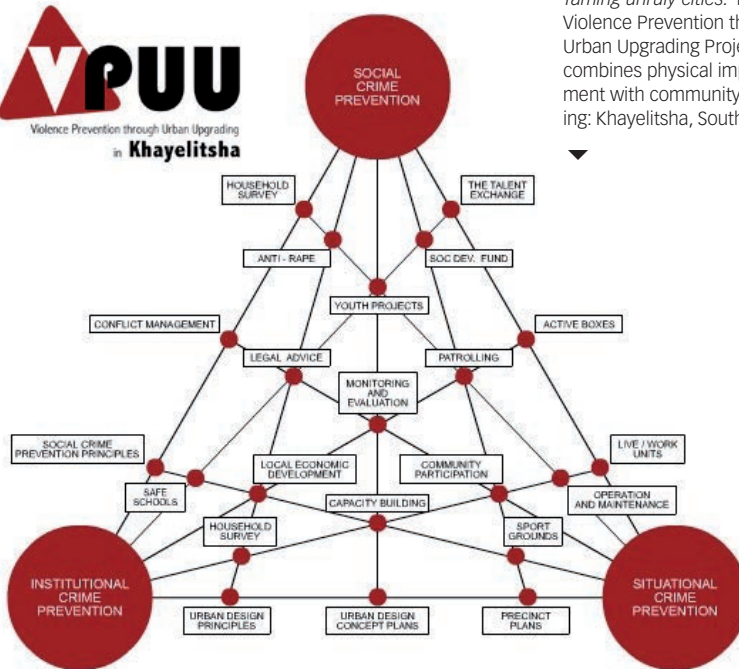 VPUU
Violence Prevention through Urban Upgrading
in Khayelitsha
Violence Prevention
Urban Upgrading
combines physical
ment with community
ing: Khayelitsha,
SOCIAL
CRIME
PREVENTION
HOUSEHOLD
SURVEY
THE TALENT
EXCHANGE
ANTI - RAPE
SOC DEV. FUND
YOUTH PROJECTS
CONFLICT MANAGEMENT
ACTIVE BOXES
LEGAL ADVICE
PATROLLING
MONITORING
AND
EVALUATION
SOCIAL CRIME
PREVENTION PRINCIPLES
LIVE / WORK
UNITS
LOCAL ECONOMIC
DEVELOPMENT
COMMUNITY
PARTICIPATION
SAFE
SCHOOLS
CAPACITY BUILDING
OPERATION
AND MAINTENANCE
HOUSEHOLD
SURVEY
SPORT
GROUNDS
INSTITUTIONAL
CRIME
PREVENTION
SITUATIONAL
CRIME
PREVENTION
URBAN DESIGN
PRINCIPLES
URBAN DESIGN
CONCEPT PLANS
PRECINCT
PLANS